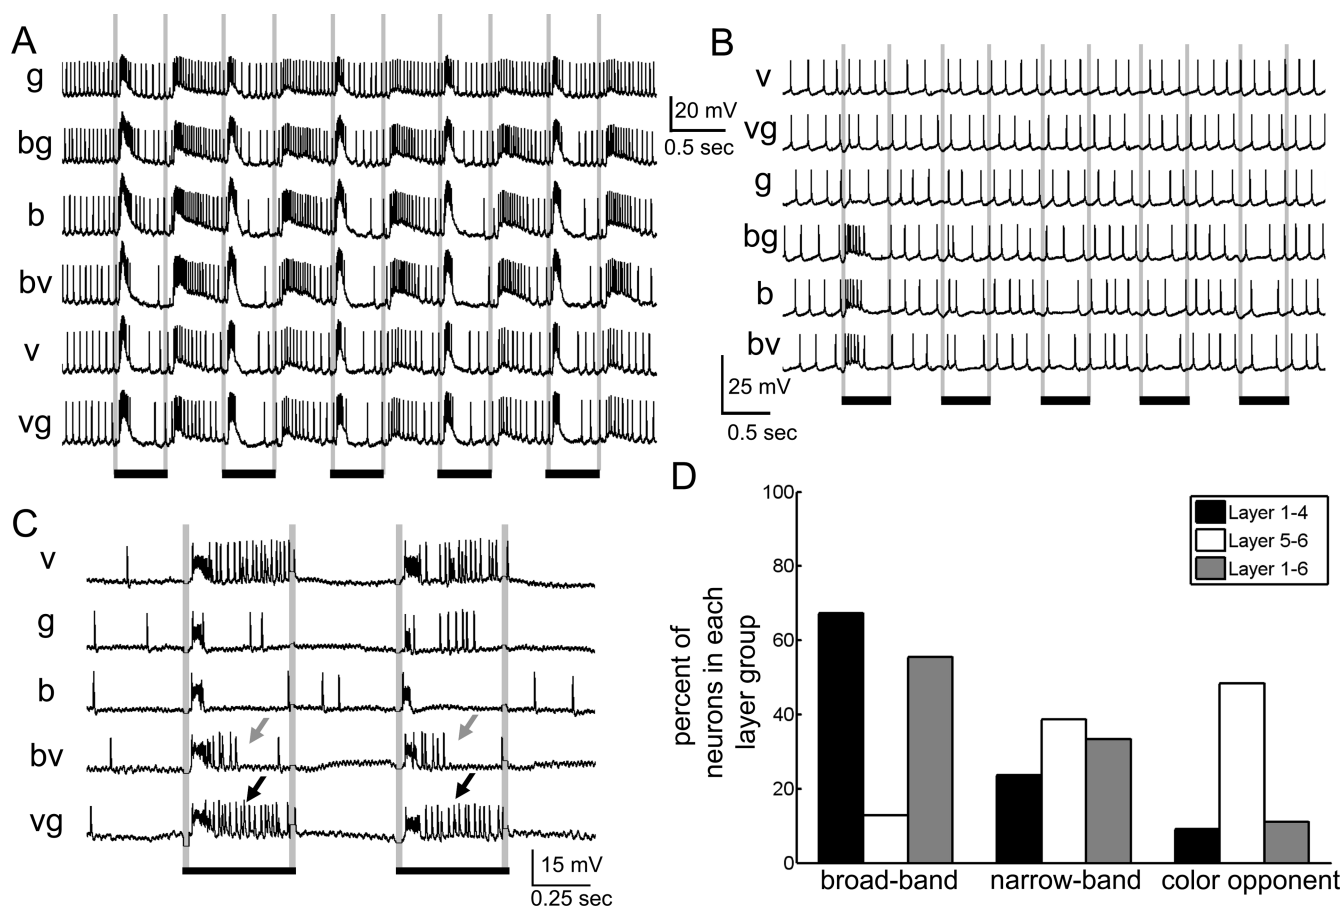 A
g
bg
b
bv
v
vg
20 mV
0.5 sec
B
v
vg
g
bg
b
bv
25 mV
0.5 sec
C
v
g
b
bv
vg
15 mV
0.25 sec
D
percent of
neurons in each
layer group
100
80
60
40
20
0
Layer 1-4
Layer 5-6
Layer 1-6
broad-band
narrow-band
color opponent